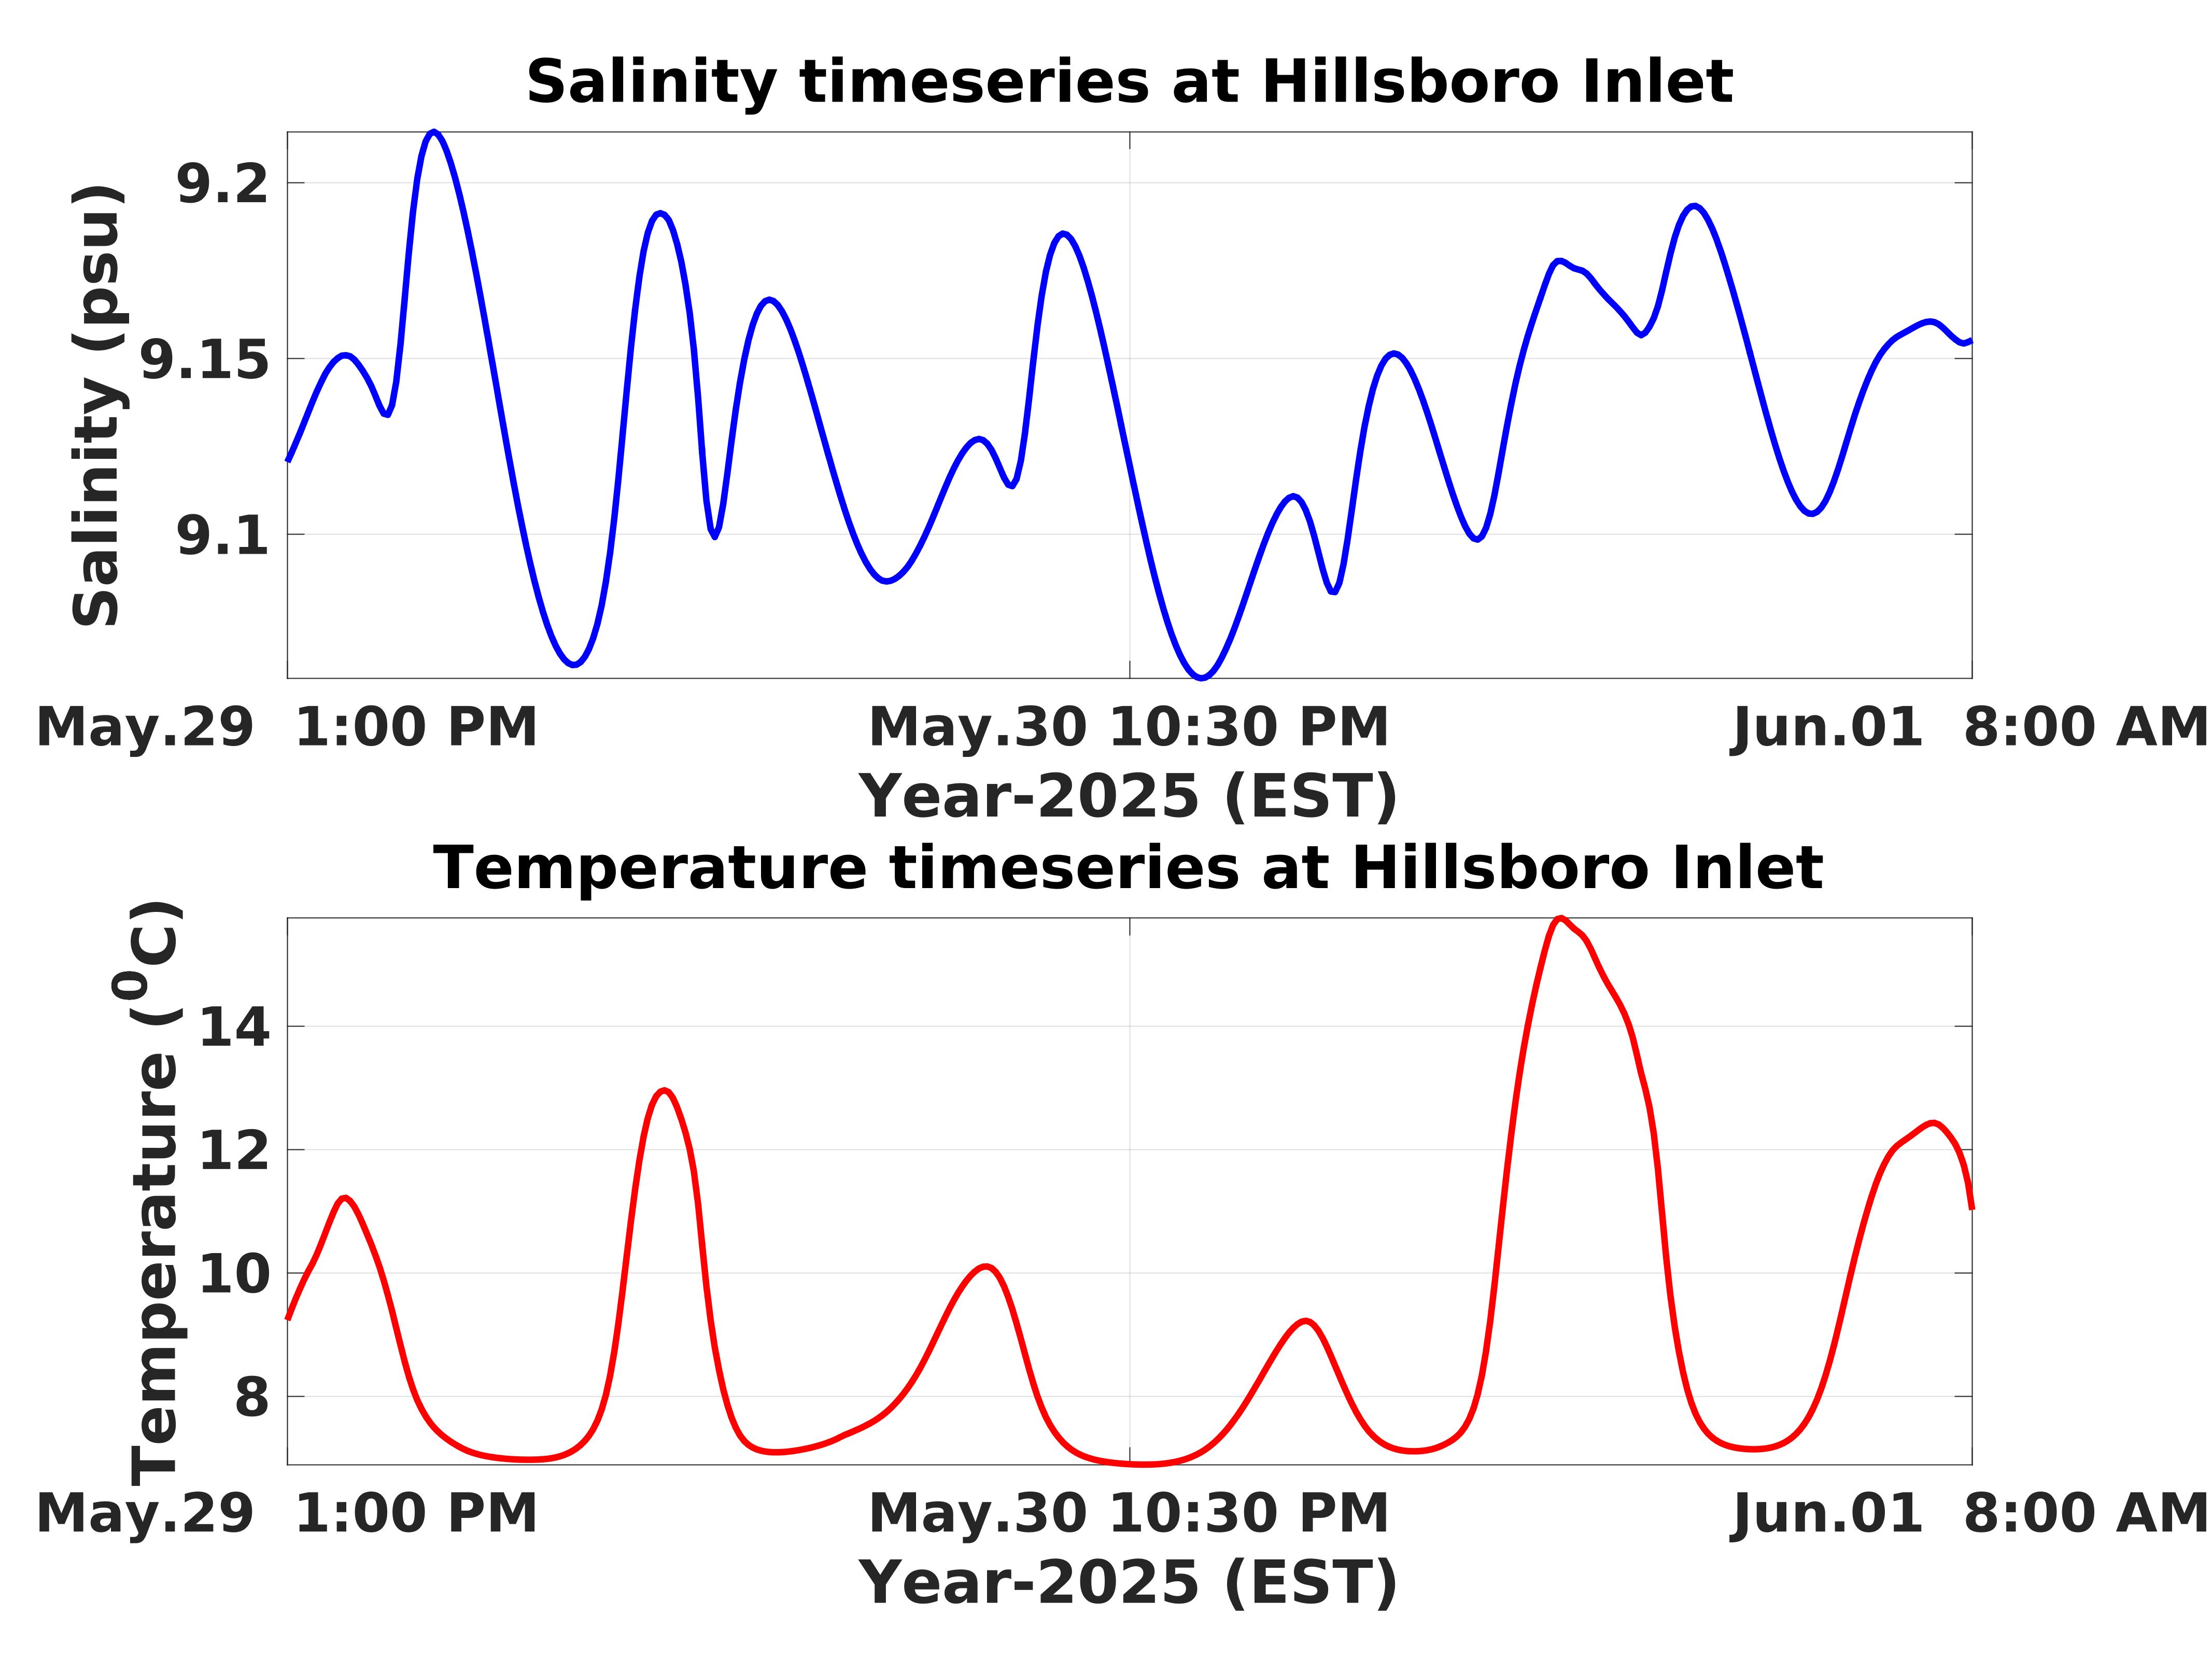 Salinity timeseries at Hillsboro Inlet
Salinity (psu)
9.2
9.15
9.1
May.29  1:00 PM
May.30 10:30 PM
Jun.01  8:00 AM
Year-2025 (EST)
Temperature timeseries at Hillsboro Inlet
Temperature (⁰C)
14
12
10
8
May.29  1:00 PM
May.30 10:30 PM
Jun.01  8:00 AM
Year-2025 (EST)